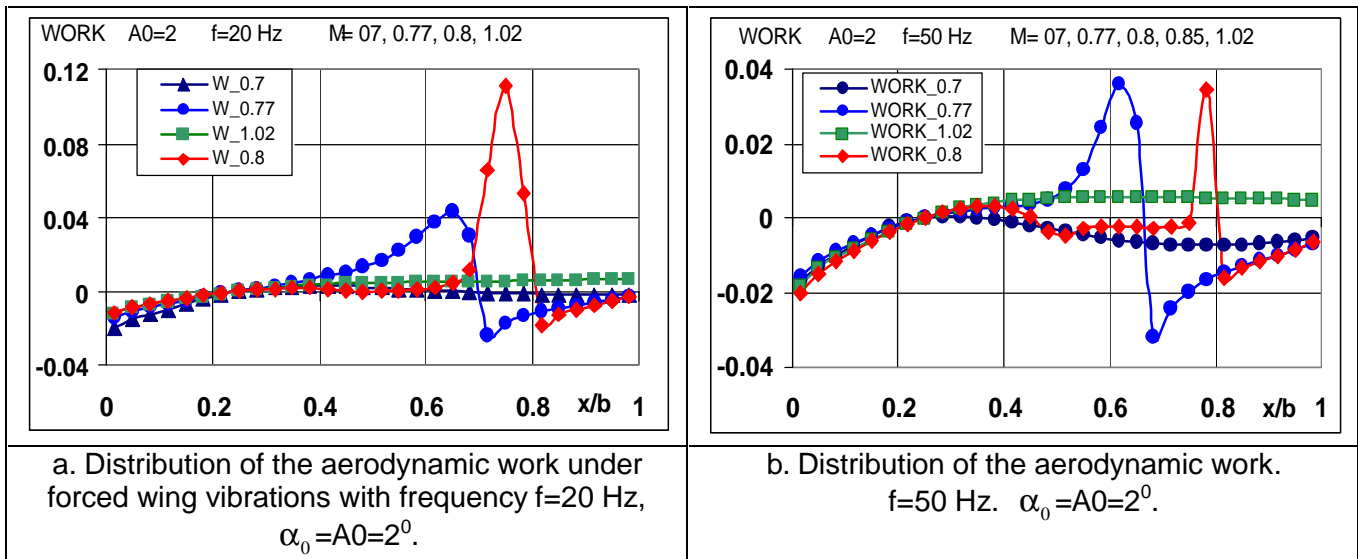 WORK A0=2 f=20 Hz M= 07, 0.77, 0.8, 1.02
0.12
0.08
0.04
0
-0.04
W_0.7
W_0.77
W_1.02
W_0.8
0 0.2 0.4 0.6 0.8 x/b 1
a. Distribution of the aerodynamic work under
forced wing vibrations with frequency f=20 Hz,
α₀=A0=2⁰.
WORK A0=2 f=50 Hz M= 07, 0.77, 0.8, 0.85, 1.02
0.04
0.02
0
-0.02
-0.04
WORK_0.7
WORK_0.77
WORK_1.02
WORK_0.8
0 0.2 0.4 0.6 0.8 x/b 1
b. Distribution of the aerodynamic work.
f=50 Hz. α₀=A0=2⁰.